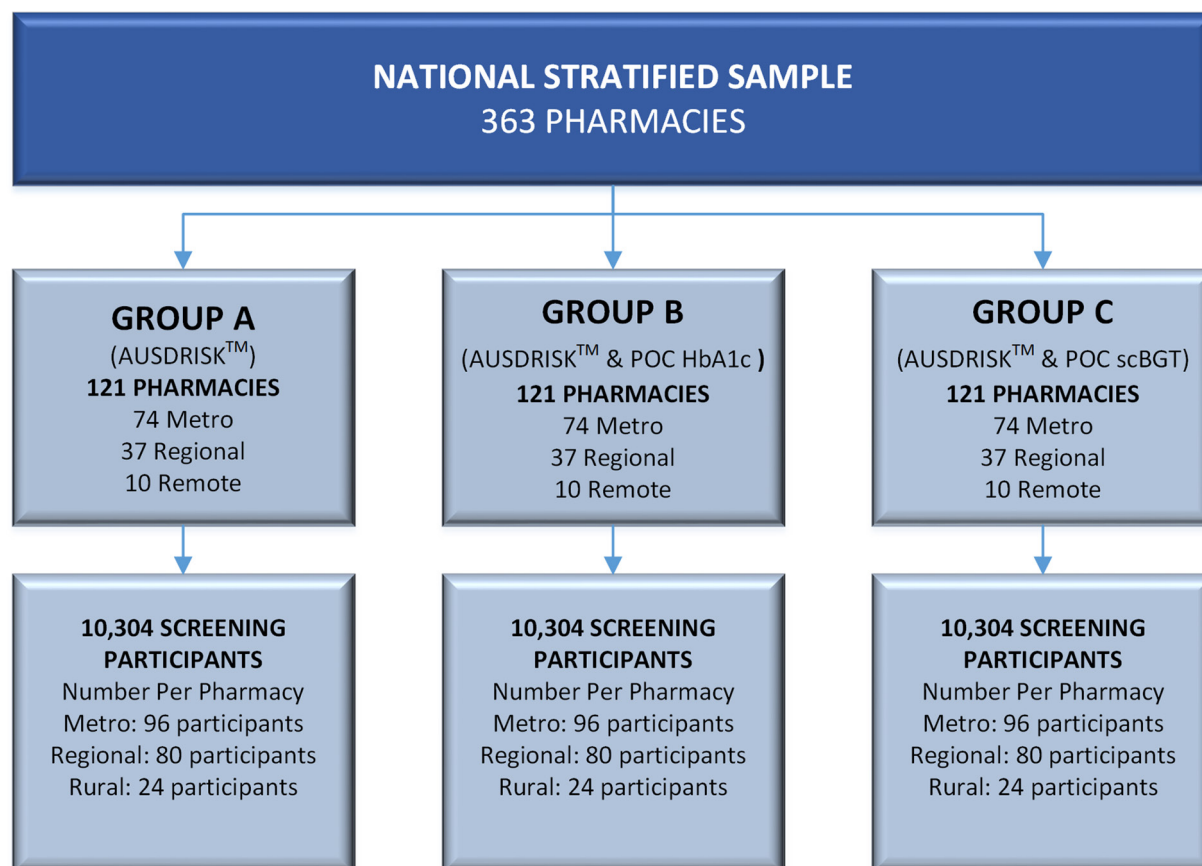 NATIONAL STRATIFIED SAMPLE
363 PHARMACIES
GROUP A
(AUSDRISK™)
121 PHARMACIES
74 Metro
37 Regional
10 Remote
GROUP B
(AUSDRISK™ & POC HbA1c )
121 PHARMACIES
74 Metro
37 Regional
10 Remote
GROUP C
(AUSDRISK™ & POC scBGT)
121 PHARMACIES
74 Metro
37 Regional
10 Remote
10,304 SCREENING
PARTICIPANTS
Number Per Pharmacy
Metro: 96 participants
Regional: 80 participants
Rural: 24 participants
10,304 SCREENING
PARTICIPANTS
Number Per Pharmacy
Metro: 96 participants
Regional: 80 participants
Rural: 24 participants
10,304 SCREENING
PARTICIPANTS
Number Per Pharmacy
Metro: 96 participants
Regional: 80 participants
Rural: 24 participants